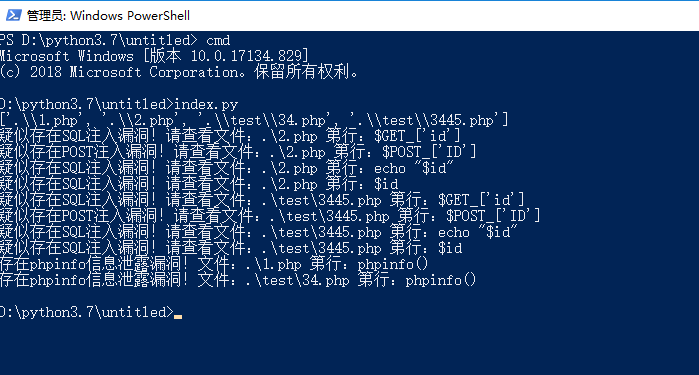 管理员: Windows PowerShell
PS D:\python3.7\untitled> cmd
Microsoft Windows [版本 10.0.17134.829]
(c) 2018 Microsoft Corporation。保留所有权利。
D:\python3.7\untitled>index.py
['.\\1.php', '.\\2.php', '.\\test\\34.php', '.\\test\\3445.php']
疑似存在SQL注入漏洞! 请查看文件: .\2.php 第行: $GET_['id']
疑似存在POST注入漏洞! 请查看文件: .\2.php 第行: $POST_['ID']
疑似存在SQL注入漏洞! 请查看文件: .\2.php 第行: echo "$id"
疑似存在SQL注入漏洞! 请查看文件: .\2.php 第行: $id
疑似存在SQL注入漏洞! 请查看文件: .\test\3445.php 第行: $GET_['id']
疑似存在POST注入漏洞! 请查看文件: .\test\3445.php 第行: $POST_['ID']
疑似存在SQL注入漏洞! 请查看文件: .\test\3445.php 第行: echo "$id"
疑似存在SQL注入漏洞! 请查看文件: .\test\3445.php 第行: $id
存在phpinfo信息泄露漏洞! 文件: .\1.php 第行: phpinfo()
存在phpinfo信息泄露漏洞! 文件: .\test\34.php 第行: phpinfo()
D:\python3.7\untitled>